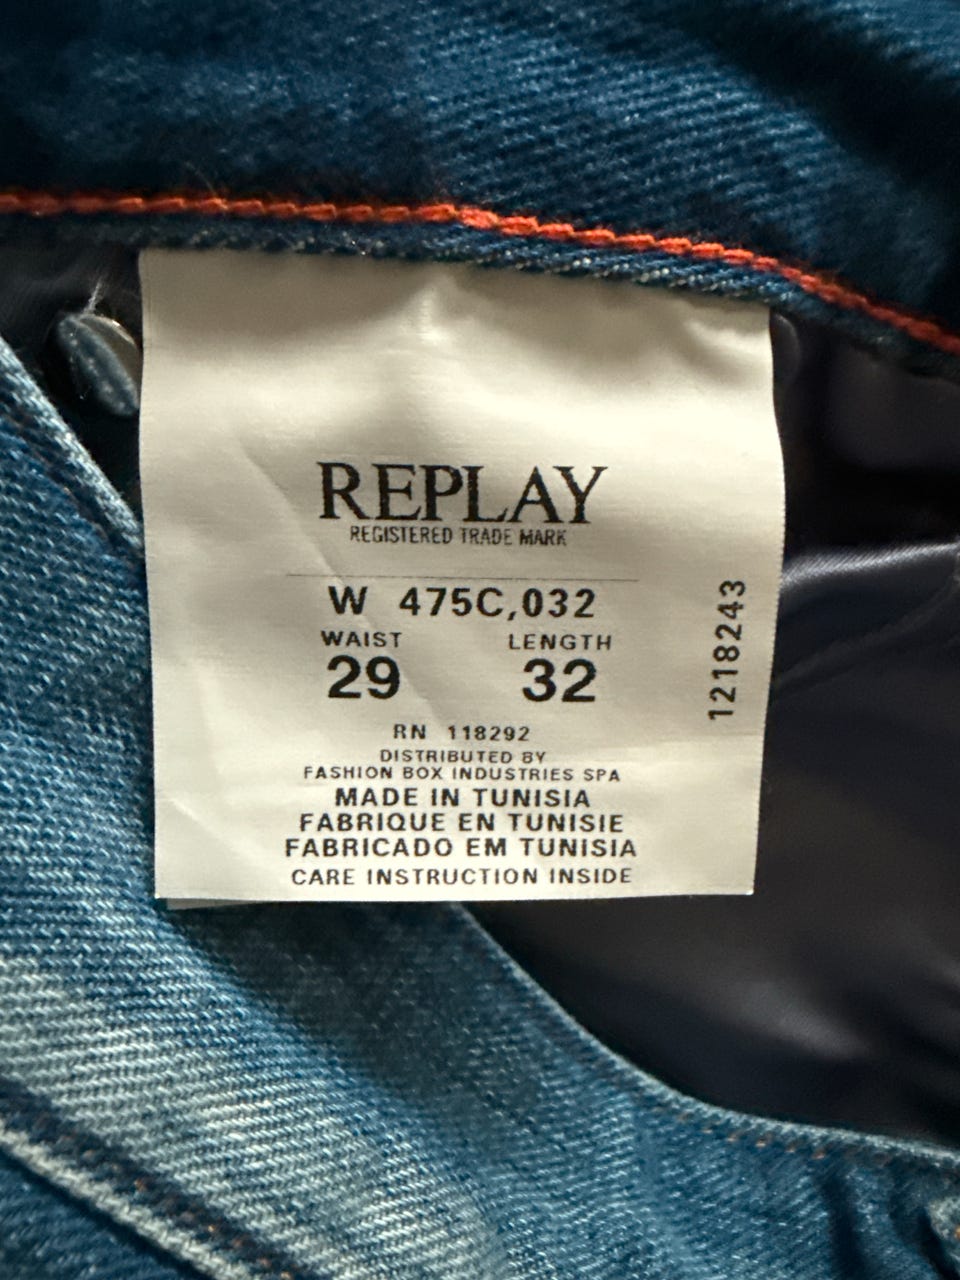 REPLAY
REGISTERED TRADE MARK
W 475C,032
WAIST LENGTH
29 32
1218243
RN 118292
DISTRIBUTED BY
FASHION BOX INDUSTRIES SPA
MADE IN TUNISIA
FABRIQUE EN TUNISIE
FABRICADO EM TUNISIA
CARE INSTRUCTION INSIDE